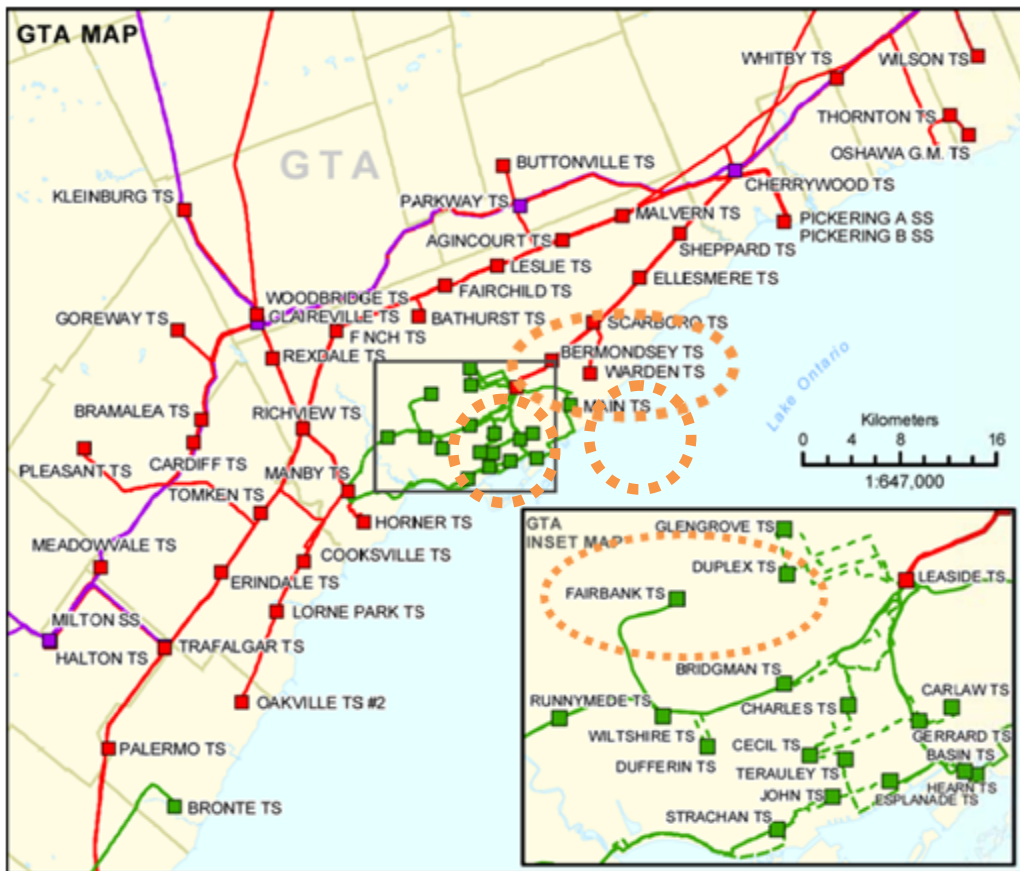 GTA MAP
GTA
WHITBY TS
WILSON TS
THORNTON TS
OSHAWA G.M. TS
BUTTONVILLE TS
CHERRYWOOD TS
KLEINBURG TS
PARKWAY TS
MALVERN TS
PICKERING A SS
PICKERING B SS
AGINCOURT TS
SHEPPARD TS
LESLIE TS
ELLESMERE TS
WOODBRIDGE TS
FAIRCHILD TS
GOREWAY TS
CLAIREVILLE TS
BATHURST TS
SCARBORO TS
F NCH TS
REXDALE TS
BERMONDSEY TS
WARDEN TS
Lake Ontario
BRAMALEA TS
RICHVIEW TS
MAIN TS
Kilometers
0 4 8 16
1:647,000
PLEASANT TS
CARDIFF TS
MANBY TS
TOMKEN TS
HORNER TS
MEADOWVALE TS
COOKSVILLE TS
ERINDALE TS
LORNE PARK TS
MILTON SS
TRAFALGAR TS
HALTON TS
OAKVILLE TS #2
PALERMO TS
BRONTE TS
GTA
INSET MAP
GLENGROVE TS
DUPLEX TS
LEASIDE TS
FAIRBANK TS
BRIDGMAN TS
RUNNYMEDE TS
CARLAW TS
CHARLES TS
WILTSHIRE TS
GERRARD TS
CECIL TS
BASIN TS
DUFFERIN TS
TERAULEY TS
HEARN TS
JOHN TS
ESPLANADE TS
STRACHAN TS